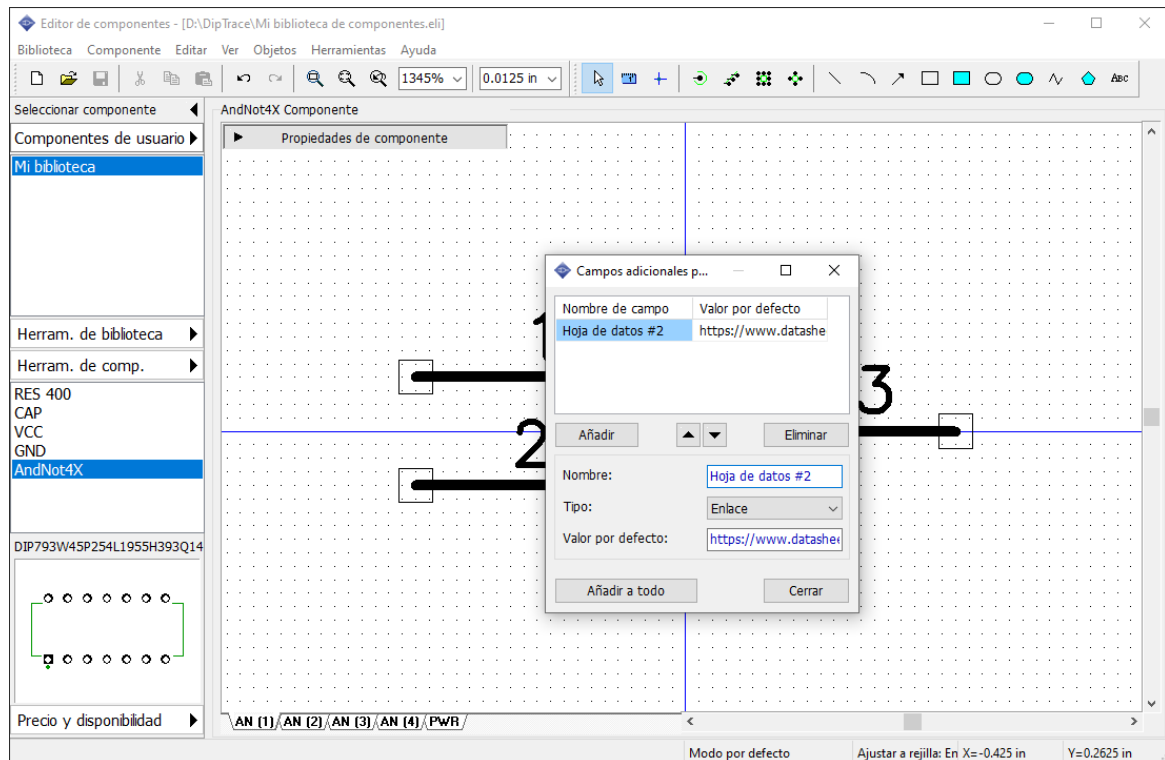 Editor de componentes - [D:\DipTrace\Mi biblioteca de componentes.eli]
Biblioteca Componente Editar Ver Objetos Herramientas Ayuda
1345% 0.0125 in ABC
Seleccionar componente
AndNot4X Componente
Componentes de usuario
Propiedades de componente
Mi biblioteca
Campos adicionales p...
Nombre de campo Valor por defecto
Hoja de datos #2 https://www.datashe
Herram. de biblioteca
Herram. de comp.
1
3
RES 400
CAP
VCC
GND
AndNot4X
2
Añadir Eliminar
Nombre: Hoja de datos #2
Tipo: Enlace
Valor por defecto: https://www.datashe
Añadir a todo Cerrar
DIP793W45P254L1955H393Q14
Precio y disponibilidad
AN (1) AN (2) AN (3) AN (4) PWR
Modo por defecto Ajustar a rejilla: En X=-0.425 in Y=0.2625 in